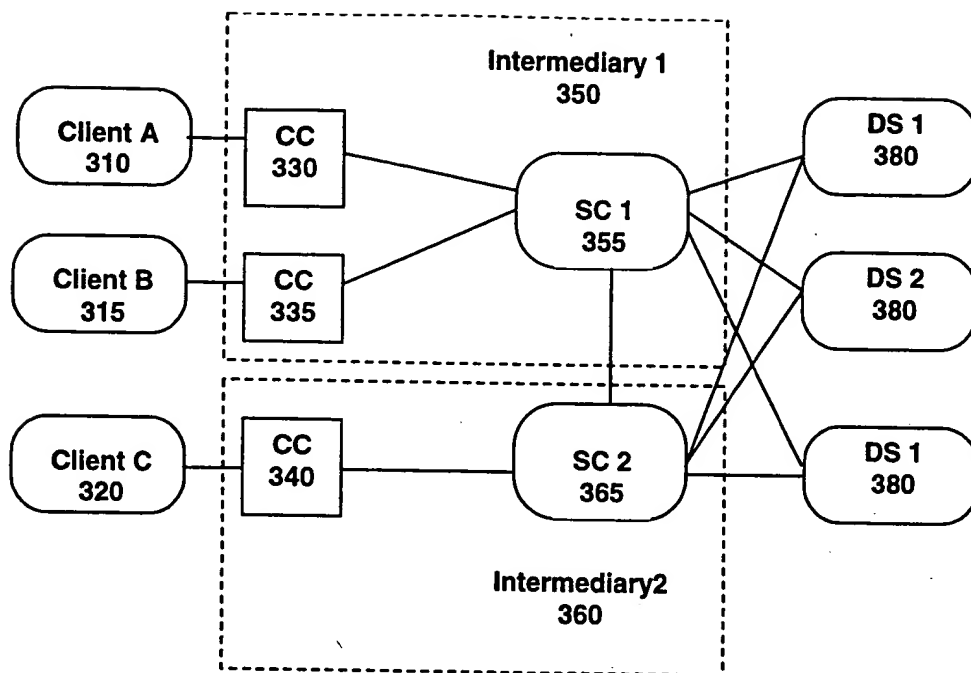 Intermediary 1
350
Client A
310
CC
330
DS 1
380
SC 1
355
Client B
315
CC
335
DS 2
380
Client C
320
CC
340
SC 2
365
DS 1
380
Intermediary2
360